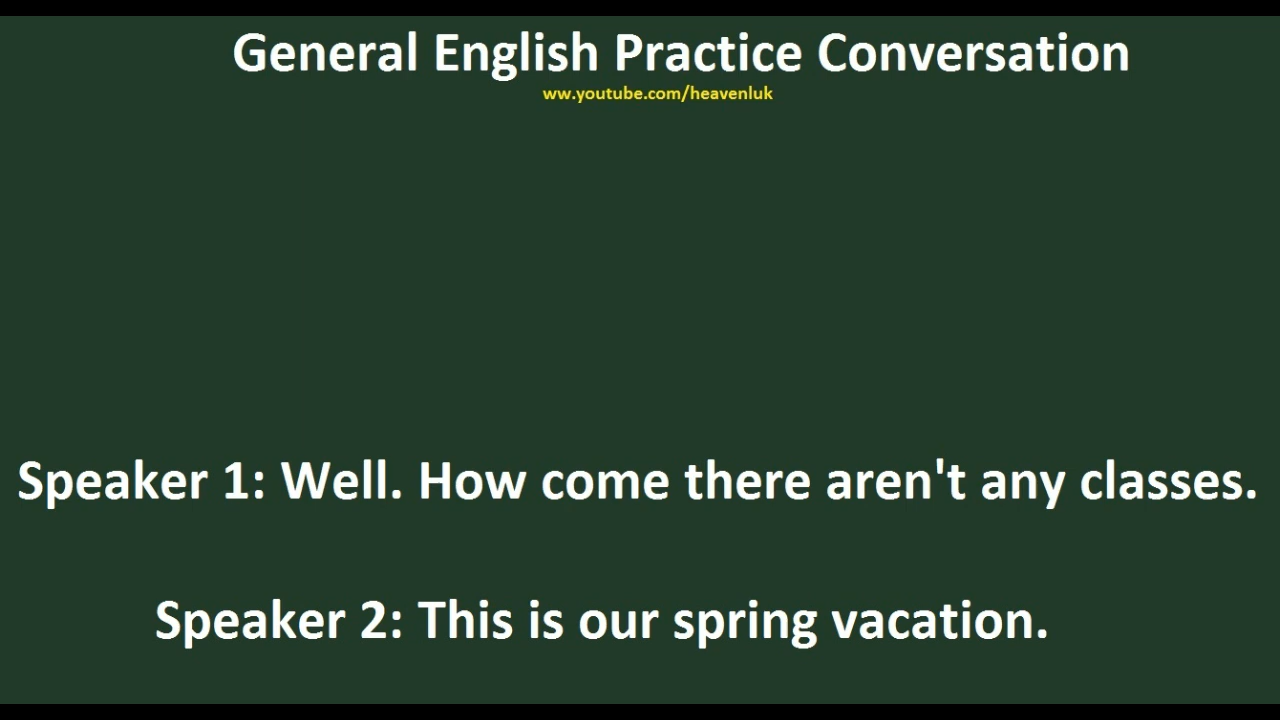 General English Practice Conversation
ww.youtube.com/heavenluk
Speaker 1: Well. How come there aren't any classes.
Speaker 2: This is our spring vacation.